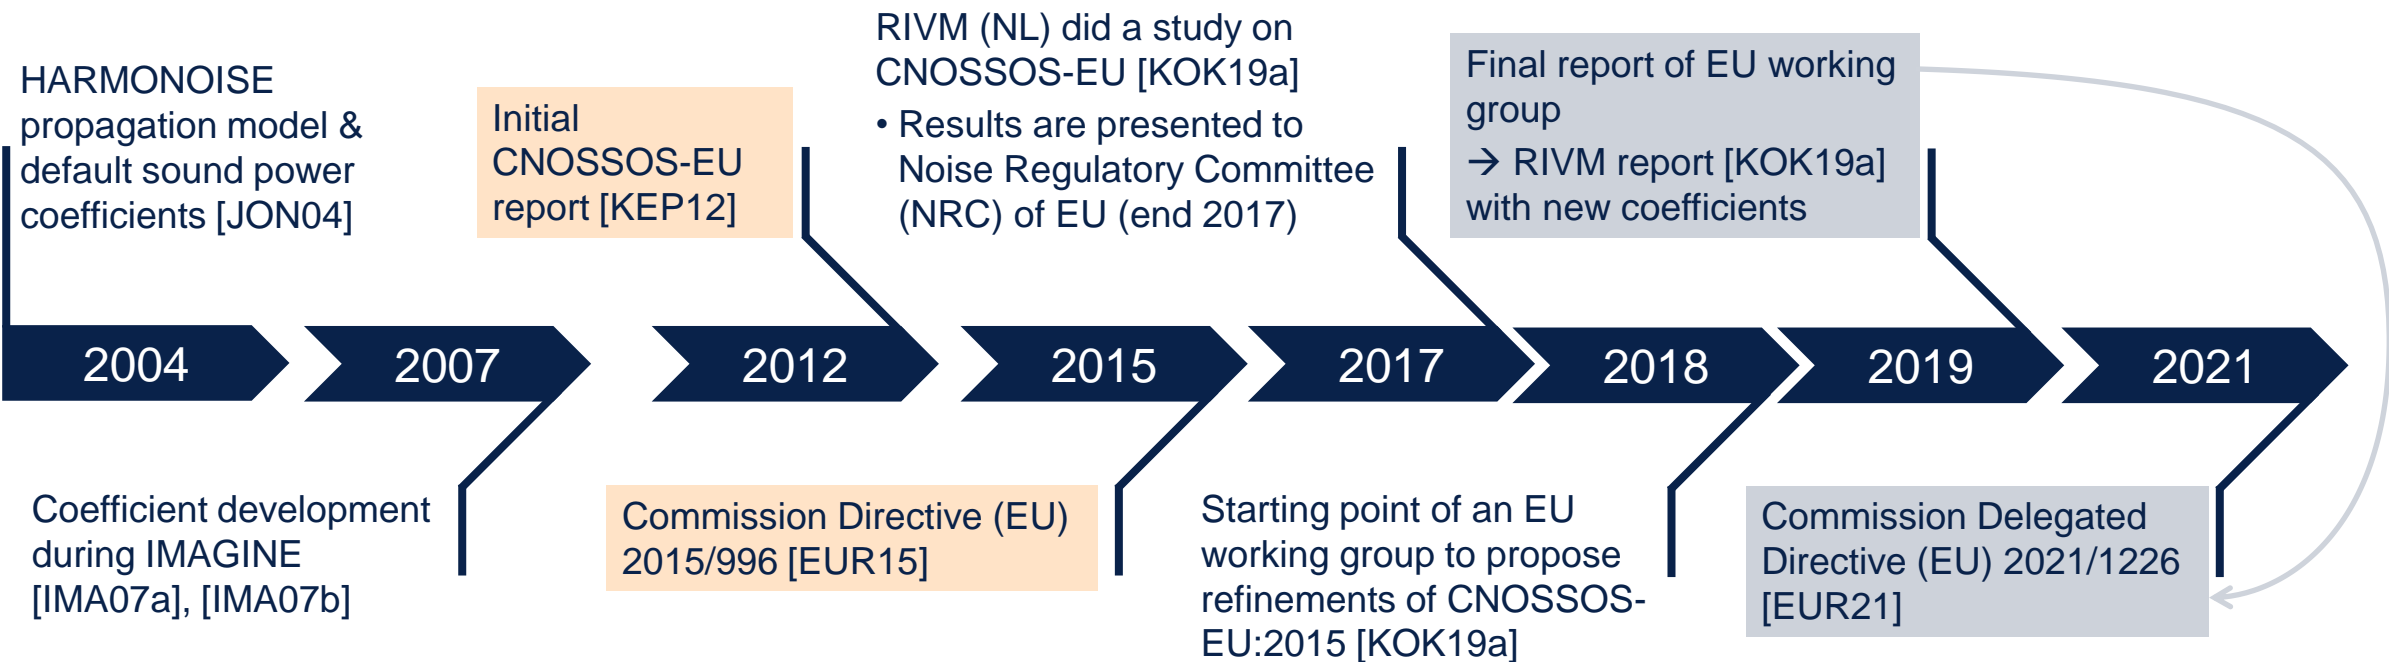 HARMONOISE
propagation model &
default sound power
coefficients [JON04]
Initial
CNOSSOS-EU
report [KEP12]
RIVM (NL) did a study on
CNOSSOS-EU [KOK19a]
• Results are presented to
Noise Regulatory Committee
(NRC) of EU (end 2017)
Final report of EU working
group
→ RIVM report [KOK19a]
with new coefficients
2004
2007
2012
2015
2017
2018
2019
2021
Coefficient development
during IMAGINE
[IMA07a], [IMA07b]
Commission Directive (EU)
2015/996 [EUR15]
Starting point of an EU
working group to propose
refinements of CNOSSOS-
EU:2015 [KOK19a]
Commission Delegated
Directive (EU) 2021/1226
[EUR21]